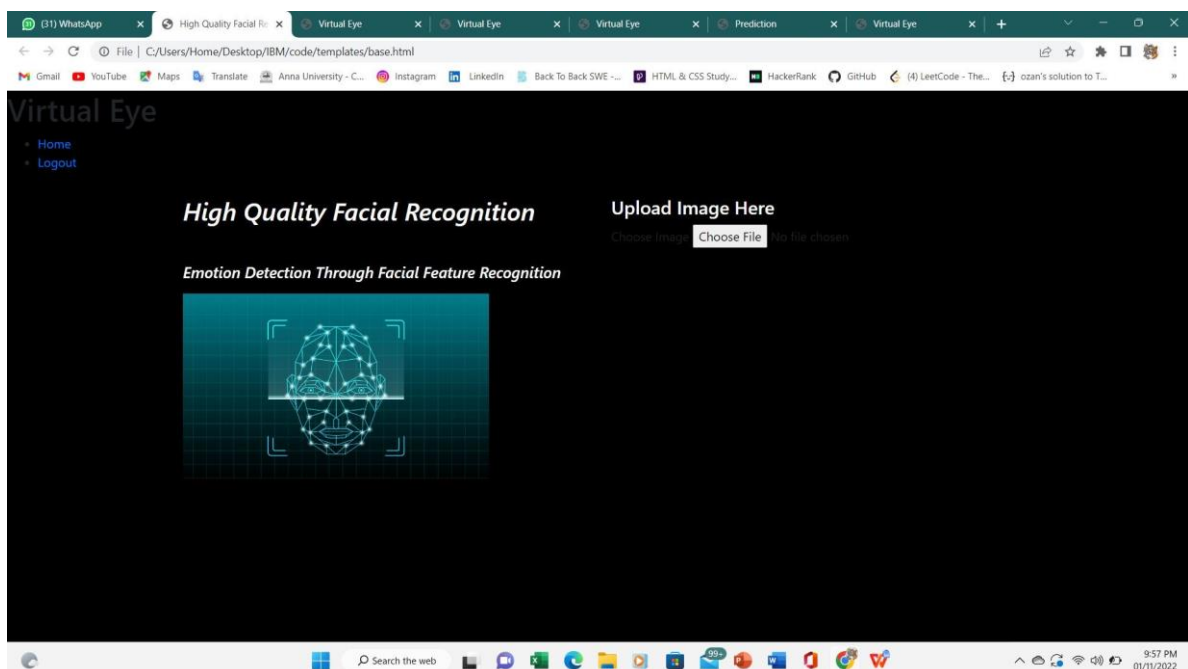 (31) WhatsApp
High Quality Facial Re
Virtual Eye
Virtual Eye
Virtual Eye
Prediction
Virtual Eye
File | C:/Users/Home/Desktop/IBM/code/templates/base.html
Gmail YouTube Maps Translate Anna University - C... Instagram LinkedIn Back To Back SWE -... HTML & CSS Study... HackerRank GitHub (4) LeetCode - The... ozan's solution to T... »
Virtual Eye
Home
Logout
High Quality Facial Recognition
Emotion Detection Through Facial Feature Recognition
Upload Image Here
Choose Image Choose File No file chosen
Search the web
99+
9:57 PM
01/11/2022